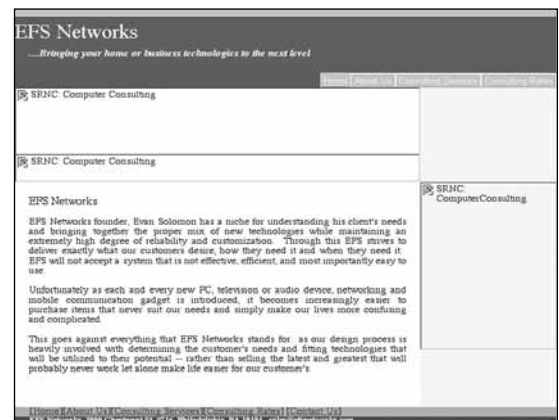 EFS Networks
....Bringing your home or business technologies to the next level
Home About Us Consulting Services Consulting Rates
SRNC: Computer Consulting
SRNC: Computer Consulting
SRNC:
ComputerConsulting
EFS Networks
EFS Networks founder, Evan Solomon has a niche for understanding his client's needs
and bringing together the proper mix of new technologies while maintaining an
extremely high degree of reliability and customization. Through this EFS strives to
deliver exactly what our customers desire, how they need it and when they need it.
EFS will not accept a system that is not effective, efficient, and most importantly easy to
use.
Unfortunately as each and every new PC, television or audio device, networking and
mobile communication gadget is introduced, it becomes increasingly easier to
purchase items that never suit our needs and simply make our lives more confusing
and complicated.
This goes against everything that EFS Networks stands for as our design process is
heavily involved with determining the customer's needs and fitting technologies that
will be utilized to their potential -- rather than selling the latest and greatest that will
probably never work let alone make life easier for our customer's
[Home][About Us][Consulting Services][Consulting Rates] [Contact Us]